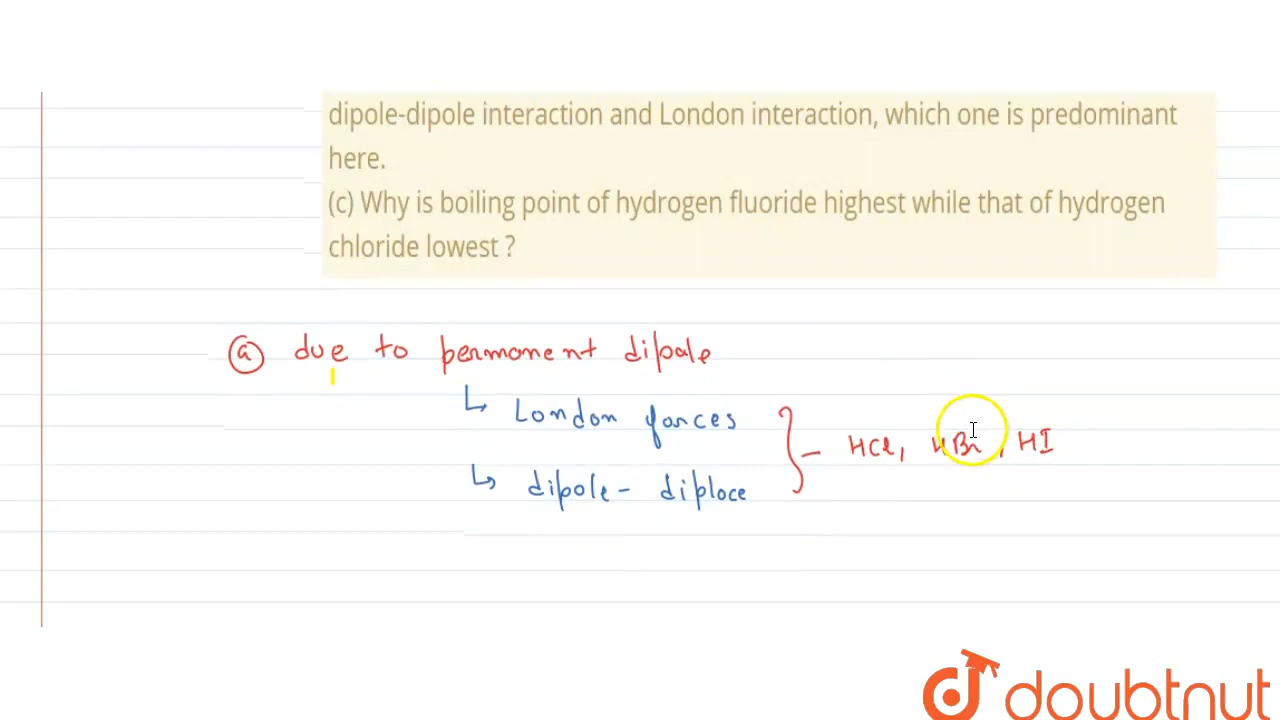 dipole-dipole interaction and London interaction, which one is predominant
here.
(c) Why is boiling point of hydrogen fluoride highest while that of hydrogen
chloride lowest ?
(a) due to permonent dipole
↳ London forces
HCl, HBr, HI
↳ dipole - diploce
doubtnut